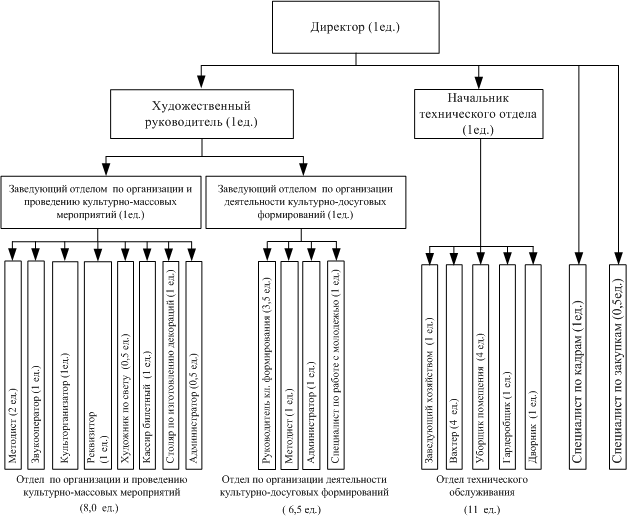 Директор (1ед.)
Художественный
руководитель (1ед.)
Начальник
технического отдела
(1ед.)
Заведующий отделом по организации и
проведению культурно-массовых
мероприятий (1ед.)
Заведующий отделом по организации
деятельности культурно-досуговых
формирований (1ед.)
Методист (2 ед.)
Звукооператор (1 ед.)
Культорганизатор (1ед.)
Реквизитор
(1 ед.)
Художник по свету (0,5 ед.)
Кассир билетный (1 ед.)
Столяр по изготовлению декораций (1 ед.)
Администратор (0,5 ед.)
Руководитель кл. формирования (3,5 ед.)
Методист (1 ед.)
Администратор (1 ед.)
Специалист по работе с молодежью (1 ед.)
Заведующий хозяйством (1 ед.)
Вахтер (4 ед.)
Уборщик помещения (4 ед.)
Гардеробщик (1 ед.)
Дворник (1 ед.)
Специалист по кадрам (1ед.)
Специалист по закупкам (0,5ед.)
Отдел по организации и проведению
культурно-массовых мероприятий
(8,0 ед.)
Отдел по организации деятельности
культурно-досуговых формирований
( 6,5 ед.)
Отдел технического
обслуживания
(11 ед.)